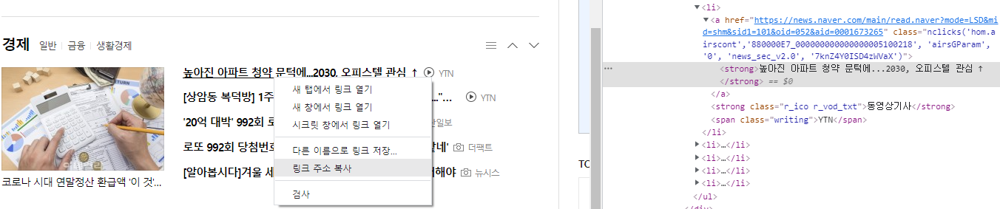 경제 일반 금융 생활경제
높아진 아파트 청약 문턱에...2030, 오피스텔 관심 ↑ YTN
[상암동 복덕방] 1주 ..."... YTN
'20억 대박' 992회 로 산일보
로또 992회 당첨번호 같네' 더팩트
[알아봅시다]겨울 세 해야 뉴시스
코로나 시대 연말정산 환급액 '이 것'...
새 탭에서 링크 열기
새 창에서 링크 열기
시크릿 창에서 링크 열기
다른 이름으로 링크 저장...
링크 주소 복사
검사
TO
▼<li>
▼<a href="https://news.naver.com/main/read.naver?mode=LSD&mi
d=shm&sid1=101&oid=052&aid=0001673265" class="nclicks('hom.a
irscont','880000E7_000000000000000005100218', 'airsGParam',
'0', 'news_sec_v2.0', '7knZ4Y0ISD4zWVaX')">
<strong>높아진 아파트 청약 문턱에...2030, 오피스텔 관심 ↑
</strong> == $0
</a>
<strong class="r_ico r_vod_txt">동영상기사</strong>
<span class="writing">YTN</span>
</li>
▶<li>…</li>
▶<li>…</li>
▶<li>…</li>
▶<li>…</li>
</ul>
</div>